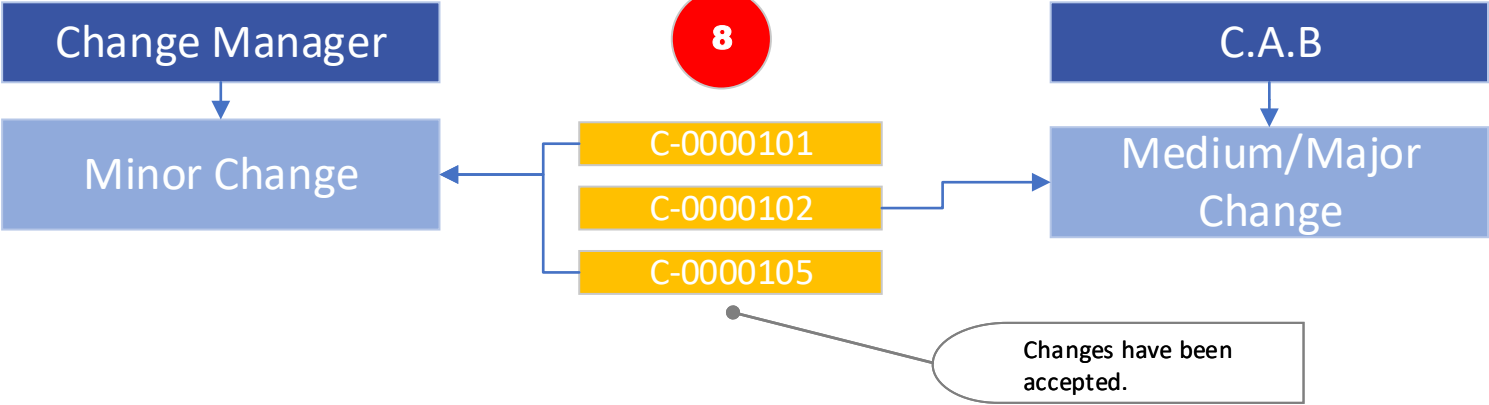 Change Manager
8
C.A.B
Minor Change
C-0000101
C-0000102
C-0000105
Medium/Major
Change
Changes have been
accepted.